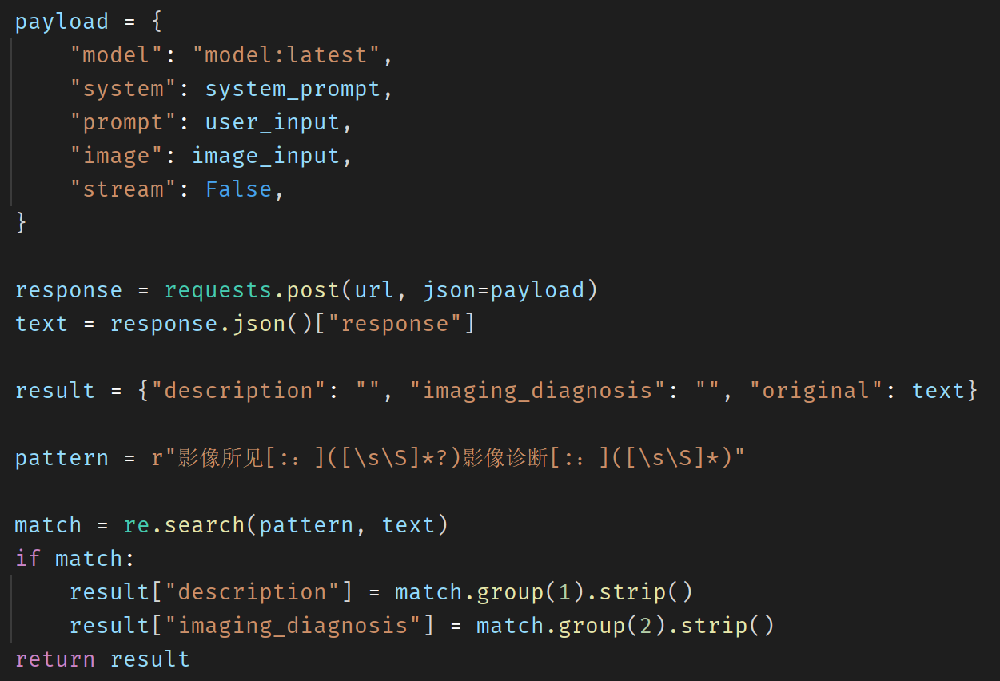 payload = {
    "model": "model:latest",
    "system": system_prompt,
    "prompt": user_input,
    "image": image_input,
    "stream": False,
}
response = requests.post(url, json=payload)
text = response.json()["response"]
result = {"description": "", "imaging_diagnosis": "", "original": text}
pattern = r"影像所见[:：]([\s\S]*?)影像诊断[:：]([\s\S]*)"
match = re.search(pattern, text)
if match:
    result["description"] = match.group(1).strip()
    result["imaging_diagnosis"] = match.group(2).strip()
return result